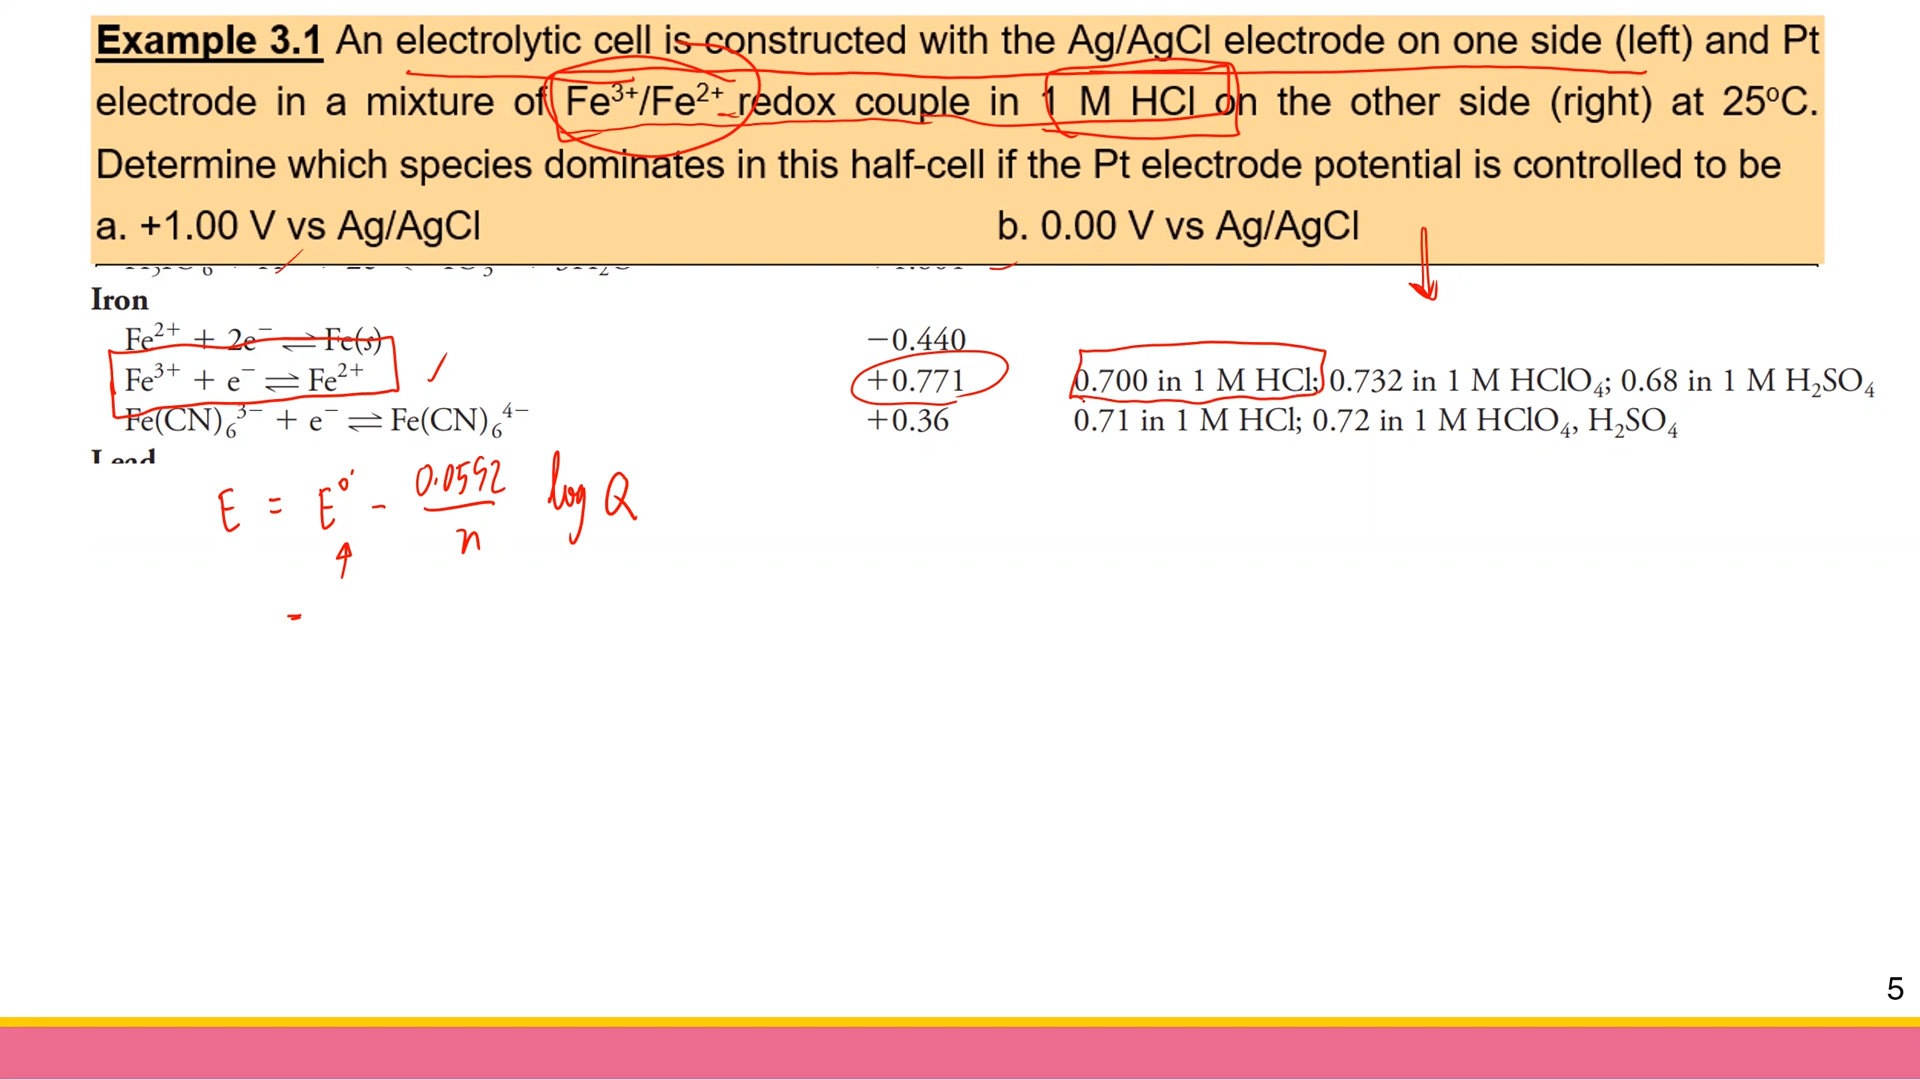 Example 3.1 An electrolytic cell is constructed with the Ag/AgCl electrode on one side (left) and Pt
electrode in a mixture of Fe³⁺/Fe²⁺ redox couple in 1 M HCl on the other side (right) at 25ºC.
Determine which species dominates in this half-cell if the Pt electrode potential is controlled to be
a. +1.00 V vs Ag/AgCl b. 0.00 V vs Ag/AgCl
Iron
Fe²⁺ + 2e⁻ ⇌ Fe(s) −0.440
Fe³⁺ + e⁻ ⇌ Fe²⁺ +0.771 0.700 in 1 M HCl; 0.732 in 1 M HClO₄; 0.68 in 1 M H₂SO₄
Fe(CN)₆³⁻ + e⁻ ⇌ Fe(CN)₆⁴⁻ +0.36 0.71 in 1 M HCl; 0.72 in 1 M HClO₄, H₂SO₄
Lead
E = E⁰' - 0.0592/n log Q
=
5